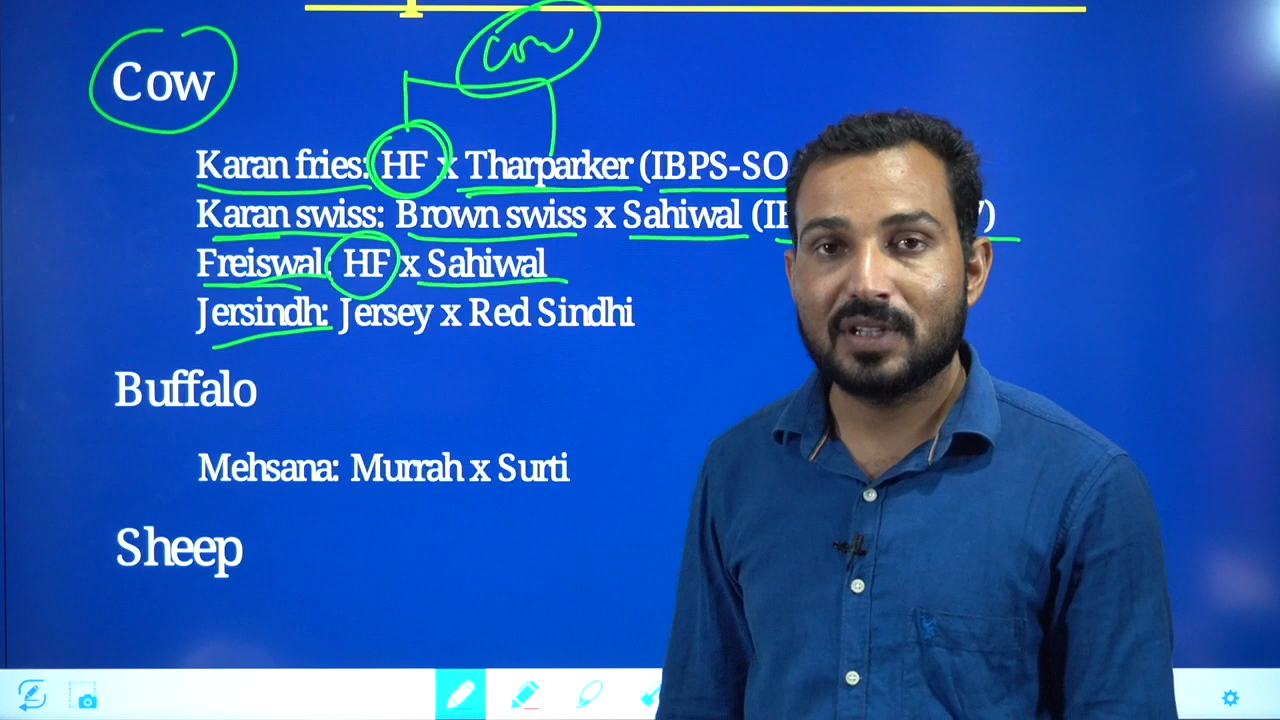 Cow
Cow
Karan fries: HF x Tharparker (IBPS-SO
Karan swiss: Brown swiss x Sahiwal
Freiswal: HF x Sahiwal
Jersindh: Jersey x Red Sindhi
Buffalo
Mehsana: Murrah x Surti
Sheep